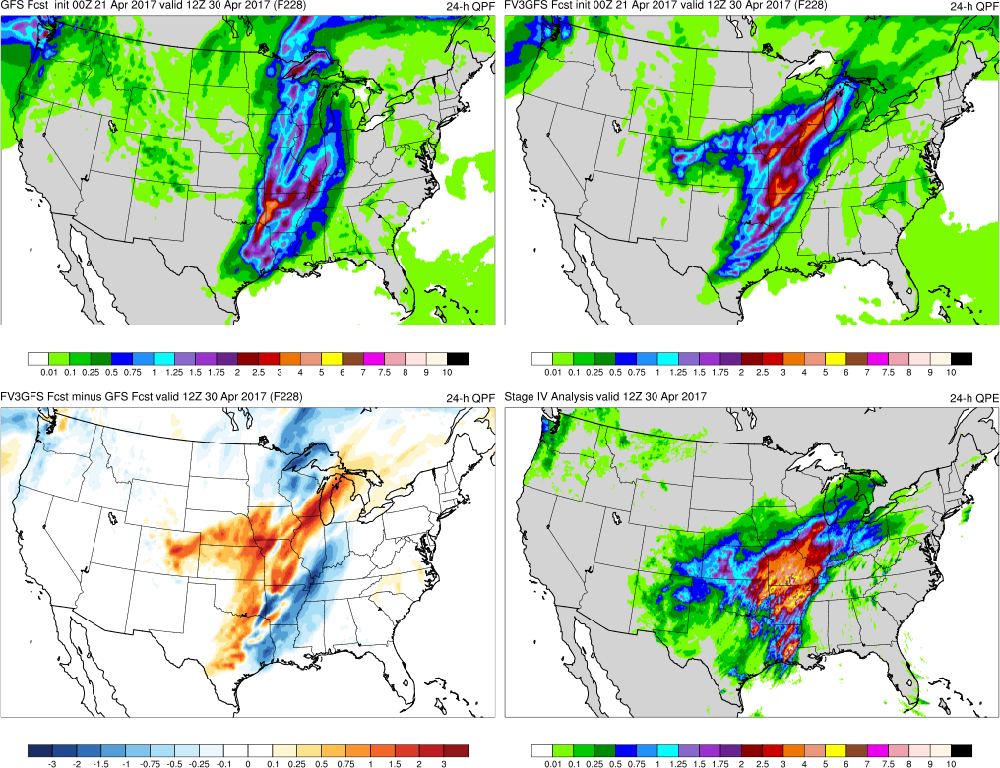 GFS Fcst init 00Z 21 Apr 2017 valid 12Z 30 Apr 2017 (F228) 24-h QPF
FV3GFS Fcst init 00Z 21 Apr 2017 valid 12Z 30 Apr 2017 (F228) 24-h QPF
0.01 0.1 0.25 0.5 0.75 1 1.25 1.5 1.75 2 2.5 3 4 5 6 7 8 9 10
0.01 0.1 0.25 0.5 0.75 1 1.25 1.5 1.75 2 2.5 3 4 5 6 7 8 9 10
FV3GFS Fcst minus GFS Fcst valid 12Z 30 Apr 2017 (F228) 24-h QPF
Stage IV Analysis valid 12Z 30 Apr 2017 24-h QPE
-3 -2 -1.5 -1 -0.75 -0.5 -0.25 -0.1 0 0.1 0.25 0.5 0.75 1 1.5 2 3
0.01 0.1 0.25 0.5 0.75 1 1.25 1.5 1.75 2 2.5 3 4 5 6 7 8 9 10